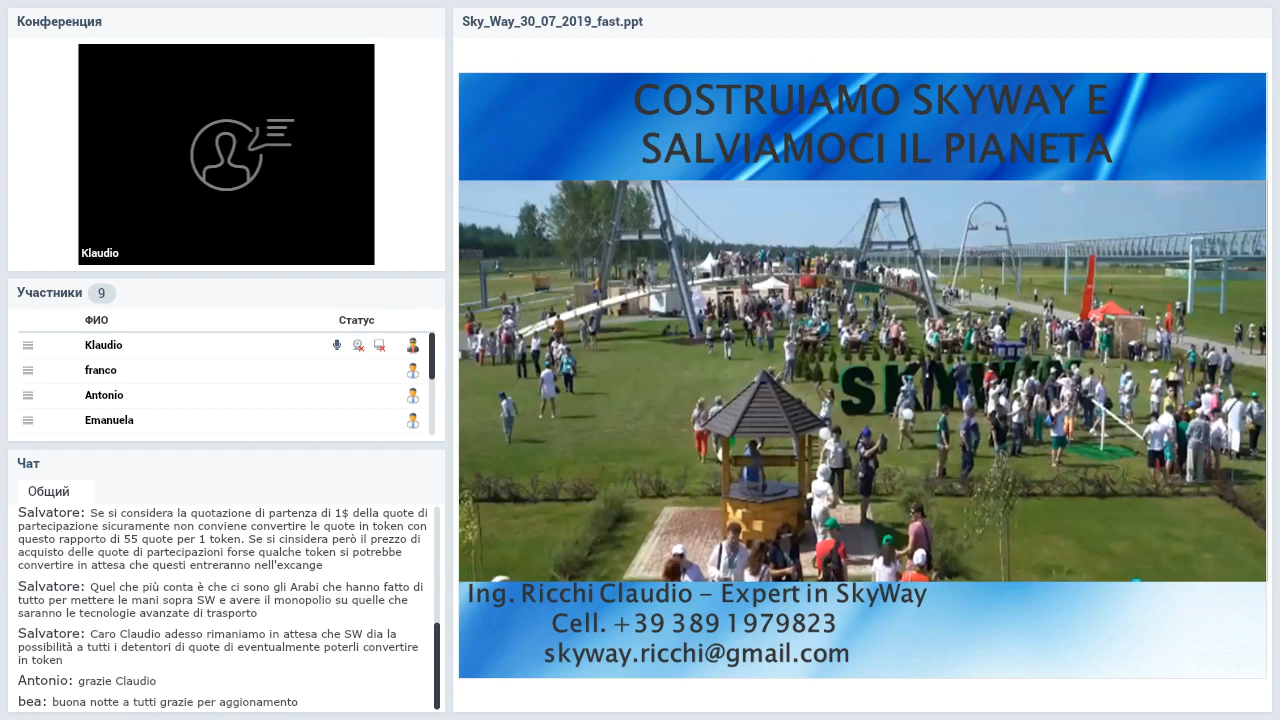 Конференция
Klaudio
Участники 9
ФИО Статус
Klaudio
franco
Antonio
Emanuela
Чат
Общий
Salvatore: Se si considera la quotazione di partenza di 1$ della quote di
partecipazione sicuramente non conviene convertire le quote in token con
questo rapporto di 55 quote per 1 token. Se si cinsidera però il prezzo di
acquisto delle quote di partecipazioni forse qualche token si potrebbe
convertire in attesa che questi entreranno nell'excange
Salvatore: Quel che più conta è che ci sono gli Arabi che hanno fatto di
tutto per mettere le mani sopra SW e avere il monopolio su quelle che
saranno le tecnologie avanzate di trasporto
Salvatore: Caro Claudio adesso rimaniamo in attesa che SW dia la
possibilità a tutti i detentori di quote di eventualmente poterli convertire
in token
Antonio: grazie Claudio
bea: buona notte a tutti grazie per aggionamento
Sky_Way_30_07_2019_fast.ppt
COSTRUIAMO SKYWAY E
SALVIAMOCI IL PIANETA
SKYWAY
Ing. Ricchi Claudio – Expert in SkyWay
Cell. +39 389 1979823
skyway.ricchi@gmail.com